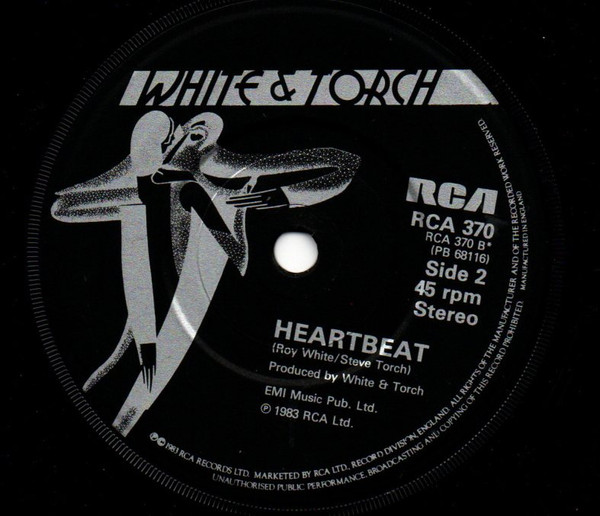 WHITE & TORCH
RCA
RCA 370
RCA 370 B*
(PB 68116)
Side 2
45 rpm
Stereo
HEARTBEAT
(Roy White/Steve Torch)
Produced by White & Torch
EMI Music Pub. Ltd.
℗ 1983 RCA Ltd.
℗© 1983 RCA RECORDS LTD. MARKETED BY RCA LTD., RECORD DIVISION, ENGLAND. ALL RIGHTS OF THE MANUFACTURER AND OF THE RECORDED WORK RESERVED
UNAUTHORISED PUBLIC PERFORMANCE, BROADCASTING AND COPYING OF THIS RECORD PROHIBITED
MANUFACTURED IN ENGLAND